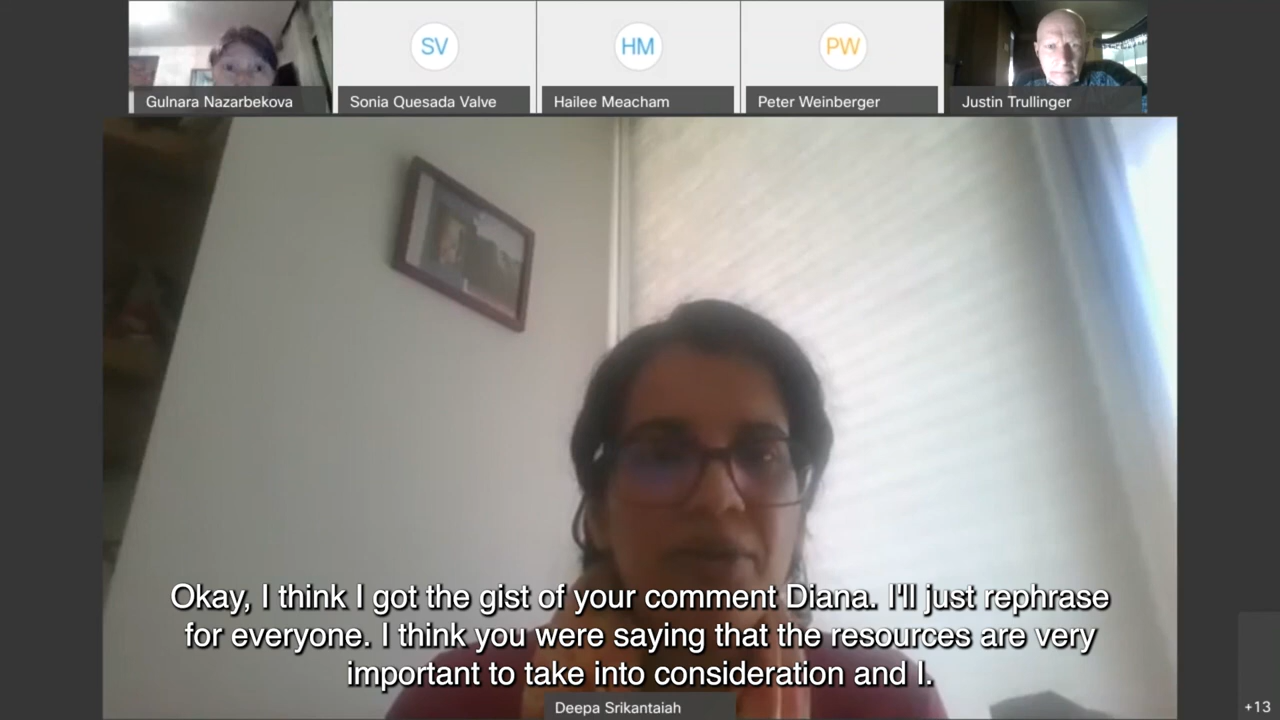 SV
HM
PW
Gulnara Nazarbekova
Sonia Quesada Valve
Hailee Meacham
Peter Weinberger
Justin Trullinger
Okay, I think I got the gist of your comment Diana. I'll just rephrase
for everyone. I think you were saying that the resources are very
important to take into consideration and I.
Deepa Srikantaiah
+13